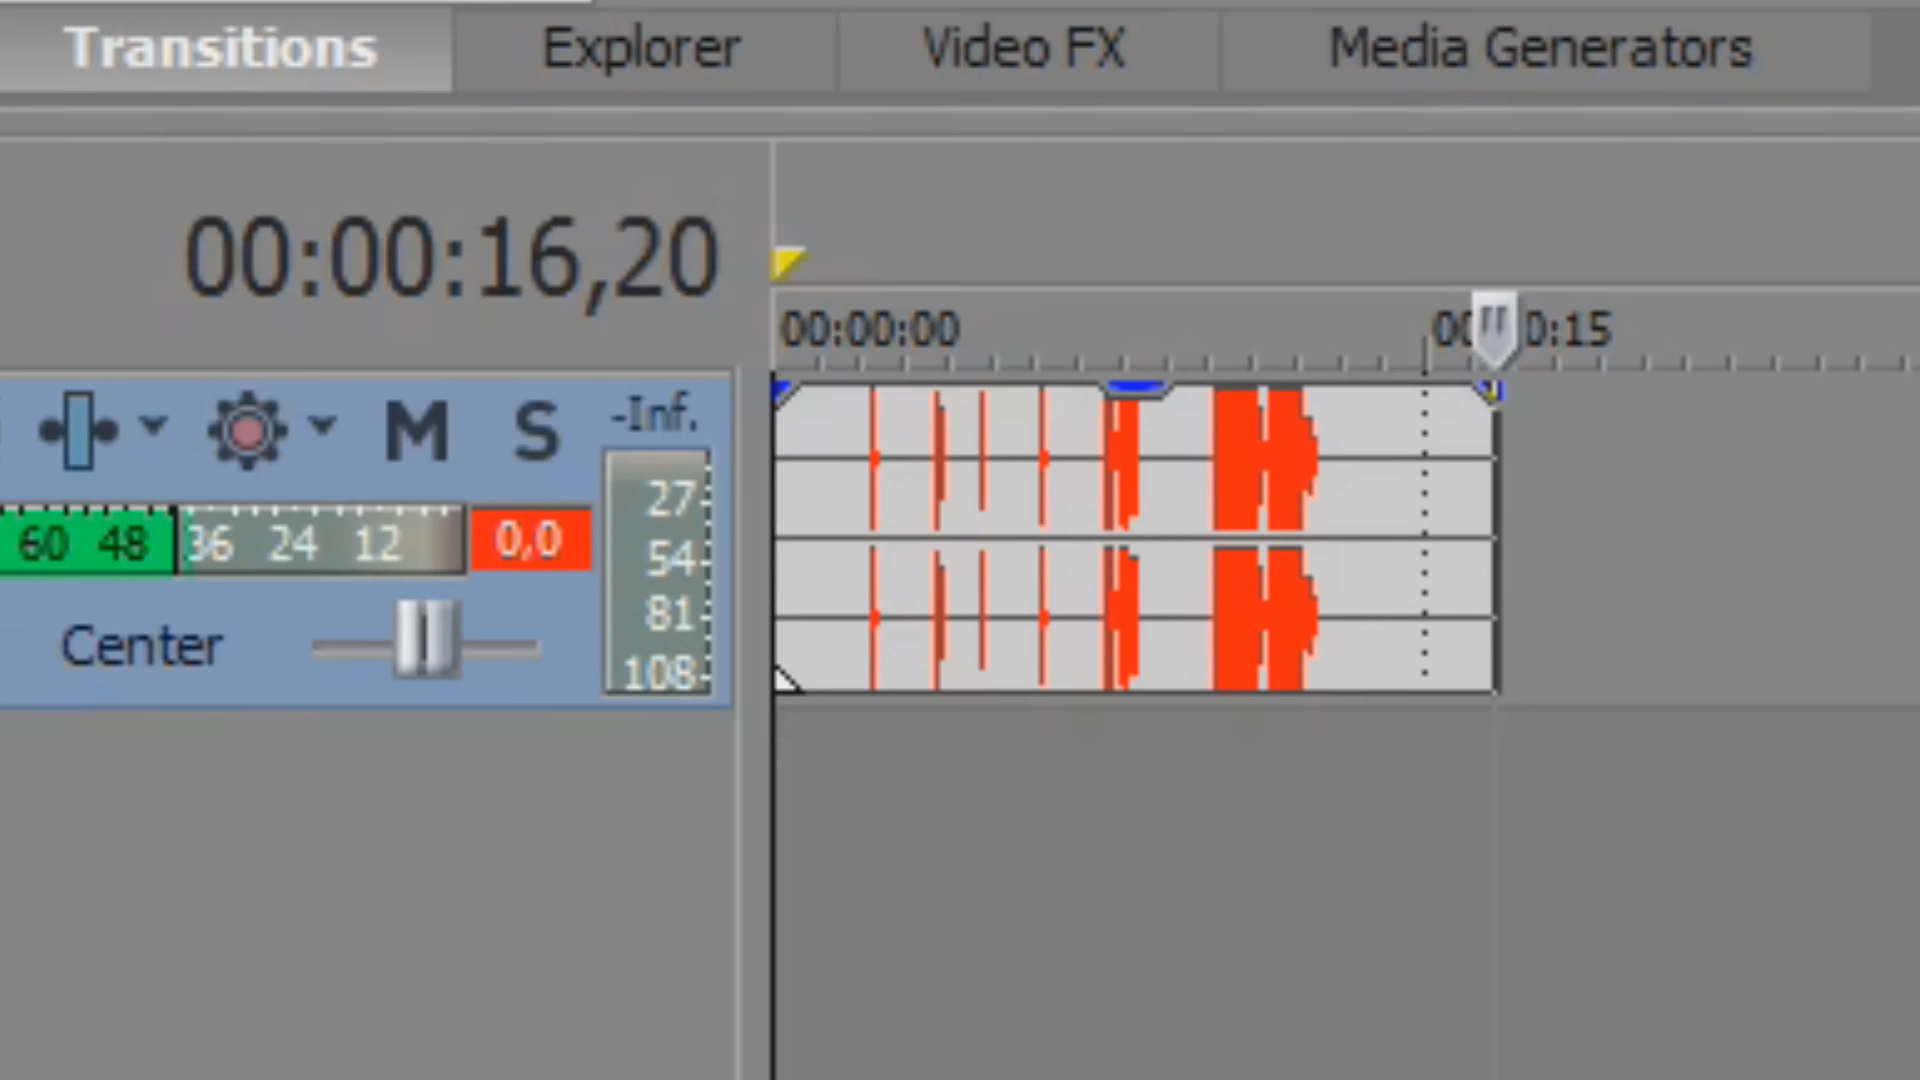 Transitions Explorer Video FX Media Generators
00:00:16,20
00:00:00 00 0:15
M S -Inf.
27
60 48 36 24 12 0,0
54
81
Center
108